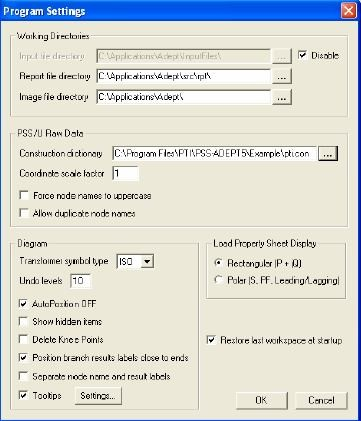 Program Settings
Working Directories
Input file directory C:\Applications\Adept\InputFiles\ ... Disable
Report file directory C:\Applications\Adept\src\rpt\ ...
Image file directory C:\Applications\Adept\ ...
PSS/U Raw Data
Construction dictionary C:\Program Files\PTI\PSS-ADEPT5\Example\pti.con ...
Coordinate scale factor 1
Force node names to uppercase
Allow duplicate node names
Diagram
Transformer symbol type ISO
Undo levels 10
AutoPosition OFF
Show hidden items
Delete Knee Points
Position branch results labels close to ends
Separate node name and result labels
Tooltips Settings...
Load Property Sheet Display
Rectangular (P + jQ)
Polar (S, PF, Leading/Lagging)
Restore last workspace at startup
OK Cancel